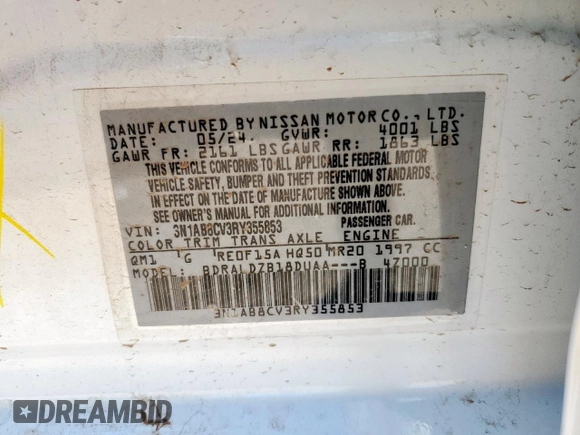 MANUFACTURED BY NISSAN MOTOR CO., LTD.
DATE: 05/24. GVWR: 4001 LBS
GAWR FR: 2161 LBS GAWR RR: 1863 LBS
THIS VEHICLE CONFORMS TO ALL APPLICABLE FEDERAL MOTOR
VEHICLE SAFETY, BUMPER AND THEFT PREVENTION STANDARDS
IN EFFECT ON THE DATE OF MANUFACTURE SHOWN ABOVE.
SEE OWNER'S MANUAL FOR ADDITIONAL INFORMATION.
VIN: 3N1AB8CV3RY355853 PASSENGER CAR.
COLOR TRIM TRANS AXLE ENGINE
QM1 G RE0F15A HQ50 MR20 1997 CC
MODEL: BDRALDZB18DUAA---B 47000
3N1AB8CV3RY355853
DREAMBID